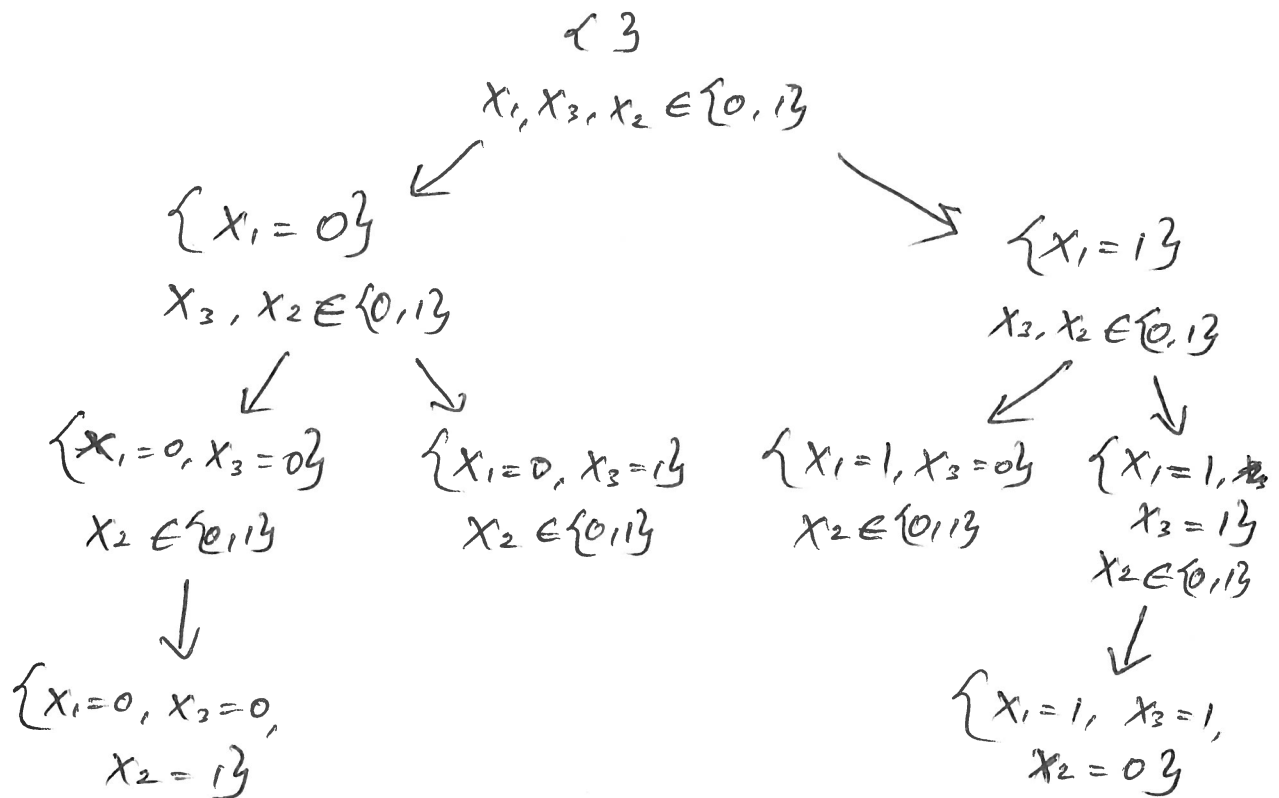 { }
X₁, X₃, X₂ ∈ {0, 1}
{X₁ = 0}
X₃, X₂ ∈ {0, 1}
{X₁ = 1}
X₃, X₂ ∈ {0, 1}
{X₁ = 0, X₃ = 0}
X₂ ∈ {0, 1}
{X₁ = 0, X₃ = 1}
X₂ ∈ {0, 1}
{X₁ = 1, X₃ = 0}
X₂ ∈ {0, 1}
{X₁ = 1,
X₃ = 1}
X₂ ∈ {0, 1}
{X₁ = 0, X₃ = 0,
X₂ = 1}
{X₁ = 1, X₃ = 1,
X₂ = 0}